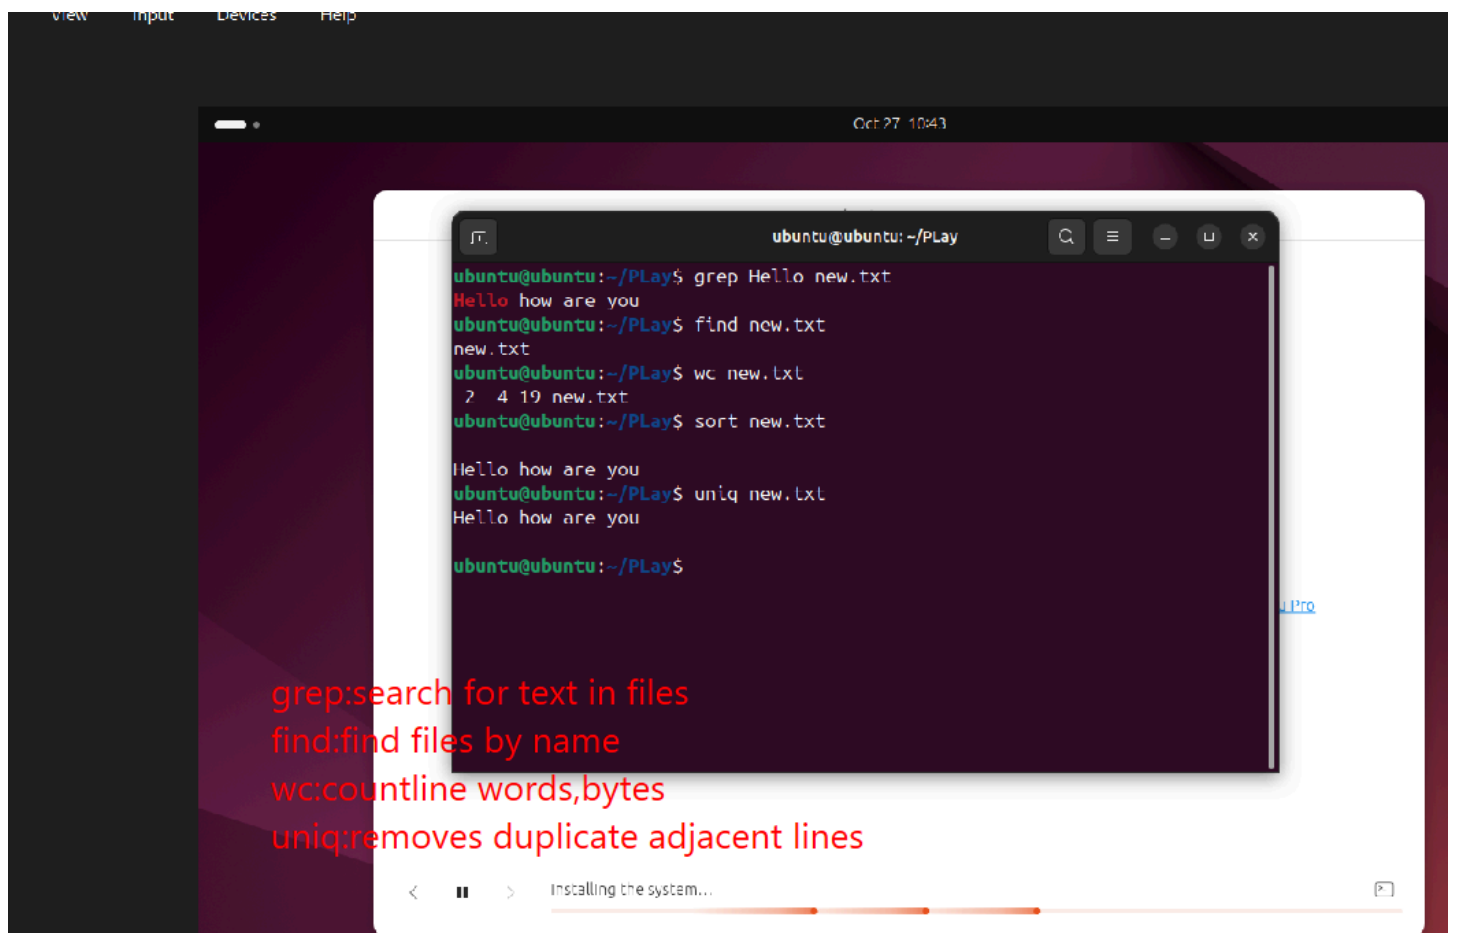 View Input Devices Help
Oct 27 10:43
ubuntu@ubuntu: ~/PLay
ubuntu@ubuntu:~/PLay$ grep Hello new.txt
Hello how are you
ubuntu@ubuntu:~/PLay$ find new.txt
new.txt
ubuntu@ubuntu:~/PLay$ wc new.txt
2 4 19 new.txt
ubuntu@ubuntu:~/PLay$ sort new.txt
Hello how are you
ubuntu@ubuntu:~/PLay$ uniq new.txt
Hello how are you
ubuntu@ubuntu:~/PLay$
Pro
grep:search for text in files
find:find files by name
wc:countline words,bytes
uniq:removes duplicate adjacent lines
Installing the system...